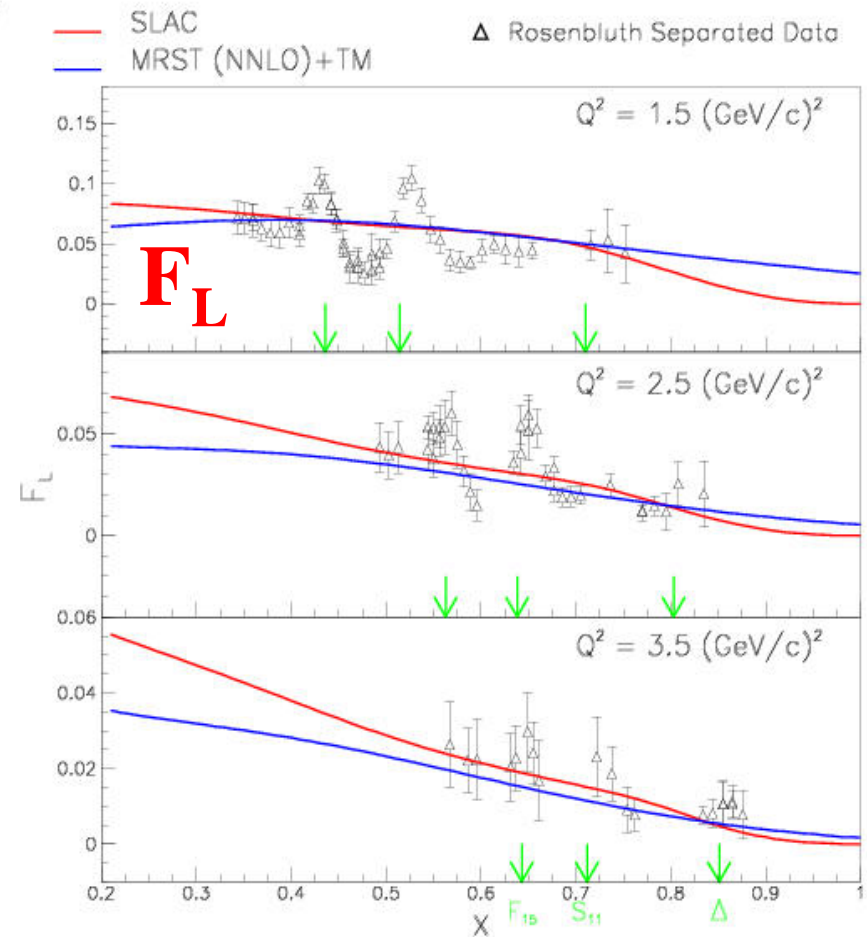 SLAC
MRST (NNLO)+TM
Δ Rosenbluth Separated Data
Q² = 1.5 (GeV/c)²
0.15
0.1
0.05
0
F_L
Q² = 2.5 (GeV/c)²
0.05
0
F_L
Q² = 3.5 (GeV/c)²
0.06
0.04
0.02
0
0.2 0.3 0.4 0.5 0.6 0.7 0.8 0.9 1
F₁₅ S₁₁ Δ
X